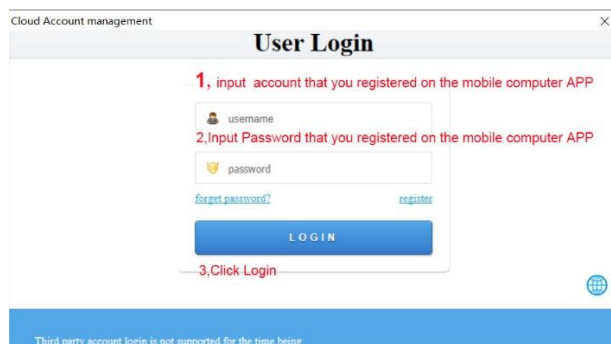 Cloud Account management
User Login
1, input account that you registered on the mobile computer APP
username
2,Input Password that you registered on the mobile computer APP
password
forget password? register
LOGIN
3,Click Login
Third party account login is not supported for the time being